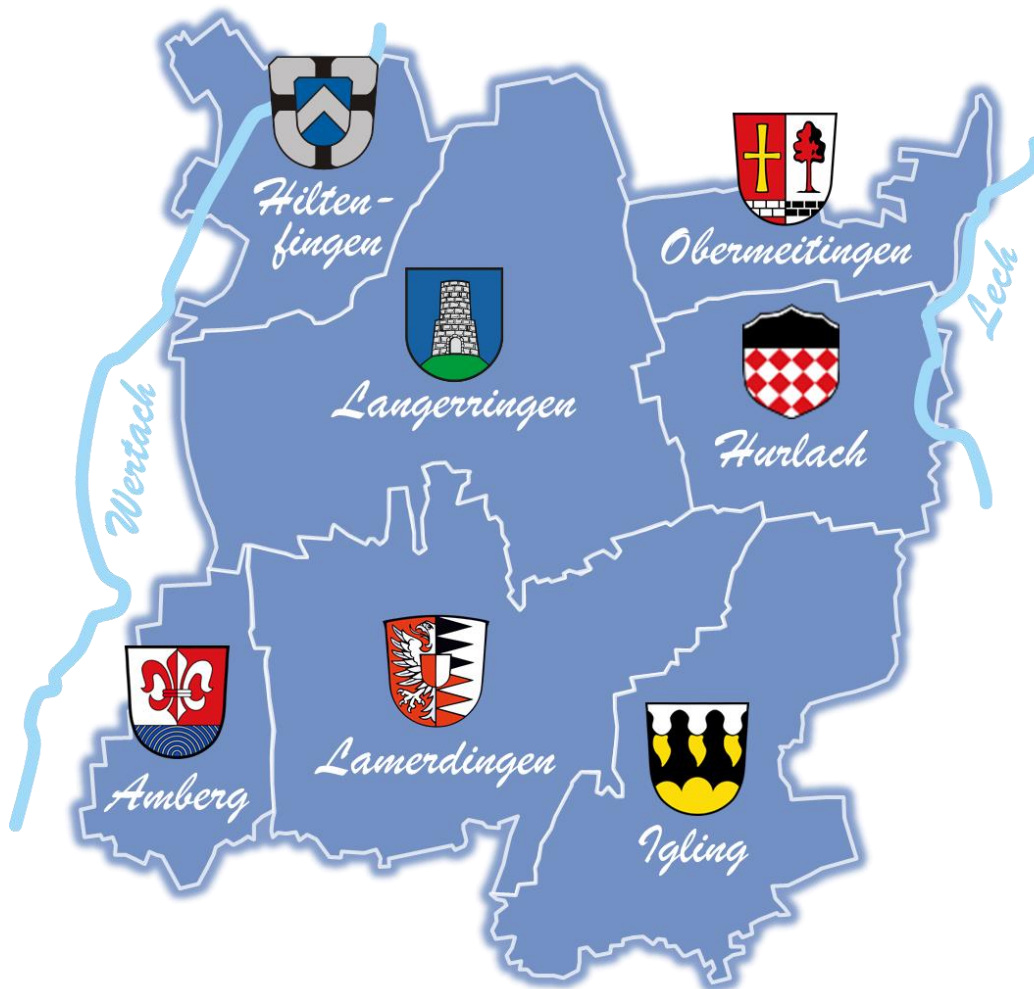 Hilten-
fingen
Obermeitingen
Lech
Langerringen
Hurlach
Wertach
Lamerdingen
Amberg
Igling